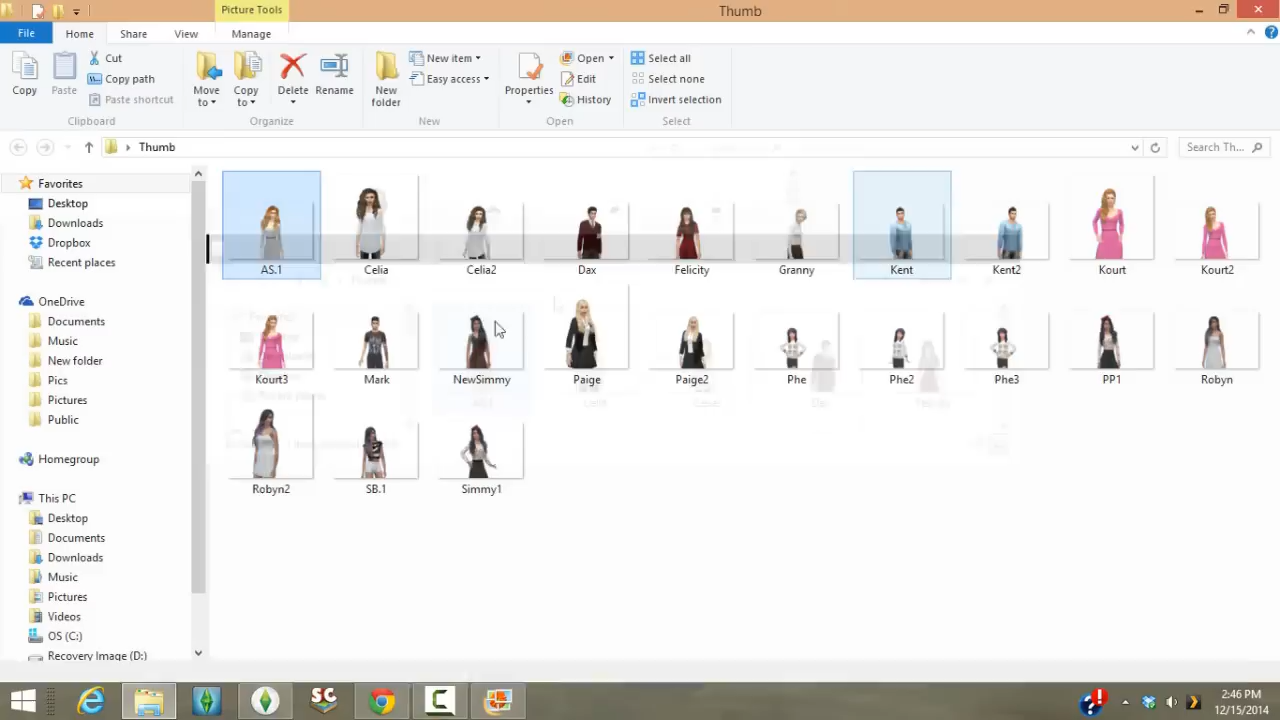 Picture Tools
Thumb
File Home Share View Manage
Copy
Paste
Cut
Copy path
Paste shortcut
Clipboard
Move to
Copy to
Delete
Rename
Organize
New folder
New item
Easy access
New
Properties
Open
Edit
History
Open
Select all
Select none
Invert selection
Select
Thumb
Search Th...
Favorites
Desktop
Downloads
Dropbox
Recent places
OneDrive
Documents
Music
New folder
Pics
Pictures
Public
Homegroup
This PC
Desktop
Documents
Downloads
Music
Pictures
Videos
OS (C:)
Recovery Image (D:)
AS.1 Celia Celia2 Dax Felicity Granny Kent Kent2 Kourt Kourt2
Kourt3 Mark NewSimmy Paige Paige2 Phe Phe2 Phe3 PP1 Robyn
Robyn2 SB.1 Simmy1
SC
2:46 PM
12/15/2014